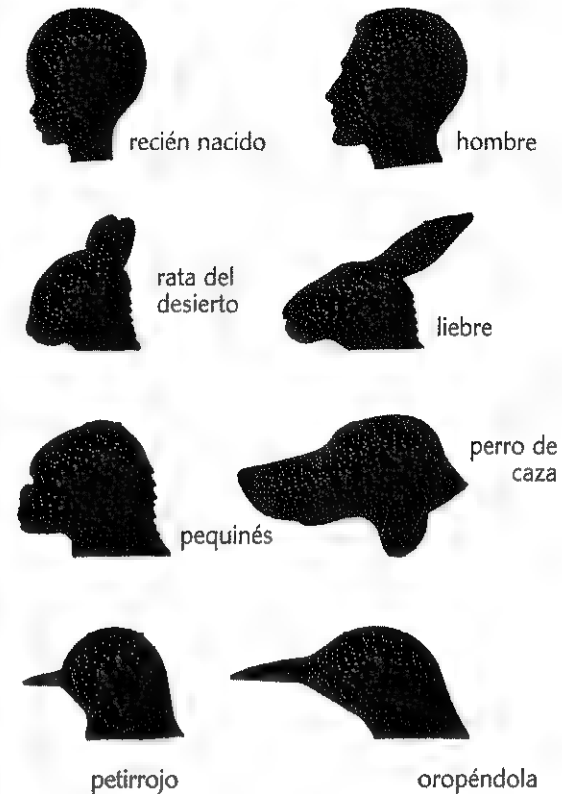 recién nacido
hombre
rata del
desierto
liebre
pequinés
perro de
caza
petirrojo
oropéndola